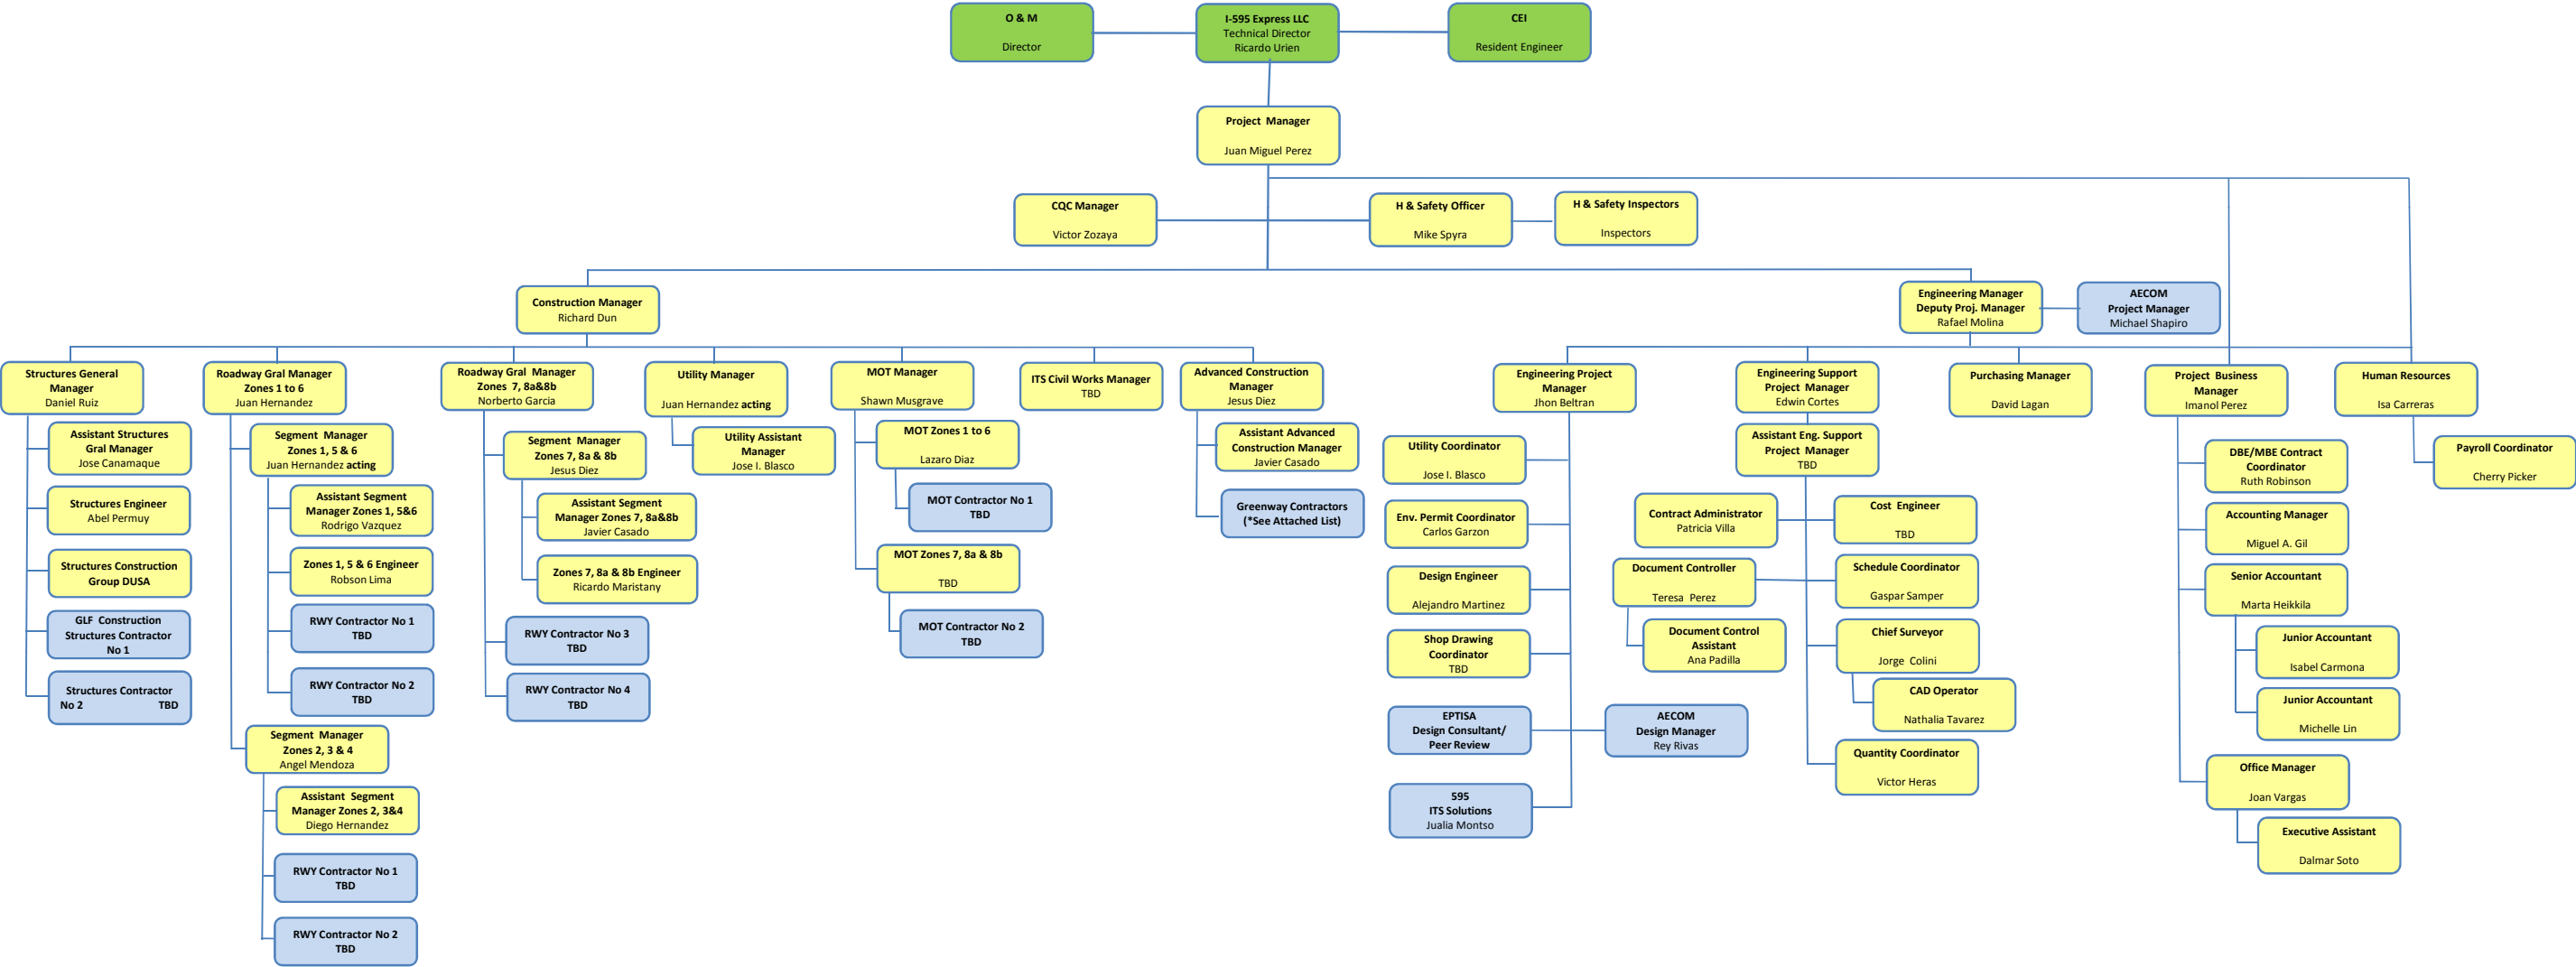 O & M
Director
I-595 Express LLC
Technical Director
Ricardo Urien
CEI
Resident Engineer
Project Manager
Juan Miguel Perez
CQC Manager
Victor Zozaya
H & Safety Officer
Mike Spyra
H & Safety Inspectors
Inspectors
Construction Manager
Richard Dun
Engineering Manager
Deputy Proj. Manager
Rafael Molina
AECOM
Project Manager
Michael Shapiro
Structures General
Manager
Daniel Ruiz
Assistant Structures
Gral Manager
Jose Canamaque
Structures Engineer
Abel Permuy
Structures Construction
Group DUSA
GLF Construction
Structures Contractor
No 1
Structures Contractor
No 2 TBD
Roadway Gral Manager
Zones 1 to 6
Juan Hernandez
Segment Manager
Zones 1, 5 & 6
Juan Hernandez acting
Assistant Segment
Manager Zones 1, 5&6
Rodrigo Vazquez
Zones 1, 5 & 6 Engineer
Robson Lima
RWY Contractor No 1
TBD
RWY Contractor No 2
TBD
Segment Manager
Zones 2, 3 & 4
Angel Mendoza
Assistant Segment
Manager Zones 2, 3&4
Diego Hernandez
RWY Contractor No 1
TBD
RWY Contractor No 2
TBD
Roadway Gral Manager
Zones 7, 8a&8b
Norberto Garcia
Segment Manager
Zones 7, 8a & 8b
Jesus Diez
Assistant Segment
Manager Zones 7, 8a&8b
Javier Casado
Zones 7, 8a & 8b Engineer
Ricardo Maristany
RWY Contractor No 3
TBD
RWY Contractor No 4
TBD
Utility Manager
Juan Hernandez acting
Utility Assistant
Manager
Jose I. Blasco
MOT Manager
Shawn Musgrave
MOT Zones 1 to 6
Lazaro Diaz
MOT Contractor No 1
TBD
MOT Zones 7, 8a & 8b
TBD
MOT Contractor No 2
TBD
ITS Civil Works Manager
TBD
Advanced Construction
Manager
Jesus Diez
Assistant Advanced
Construction Manager
Javier Casado
Greenway Contractors
(*See Attached List)
Engineering Project
Manager
Jhon Beltran
Utility Coordinator
Jose I. Blasco
Env. Permit Coordinator
Carlos Garzon
Design Engineer
Alejandro Martinez
Shop Drawing
Coordinator
TBD
EPTISA
Design Consultant/
Peer Review
AECOM
Design Manager
Rey Rivas
595
ITS Solutions
Jualia Montso
Engineering Support
Project Manager
Edwin Cortes
Assistant Eng. Support
Project Manager
TBD
Contract Administrator
Patricia Villa
Cost Engineer
TBD
Document Controller
Teresa Perez
Schedule Coordinator
Gaspar Samper
Document Control
Assistant
Ana Padilla
Chief Surveyor
Jorge Colini
CAD Operator
Nathalia Tavarez
Quantity Coordinator
Victor Heras
Purchasing Manager
David Lagan
Project Business
Manager
Imanol Perez
DBE/MBE Contract
Coordinator
Ruth Robinson
Accounting Manager
Miguel A. Gil
Senior Accountant
Marta Heikkila
Junior Accountant
Isabel Carmona
Junior Accountant
Michelle Lin
Office Manager
Joan Vargas
Executive Assistant
Dalmar Soto
Human Resources
Isa Carreras
Payroll Coordinator
Cherry Picker